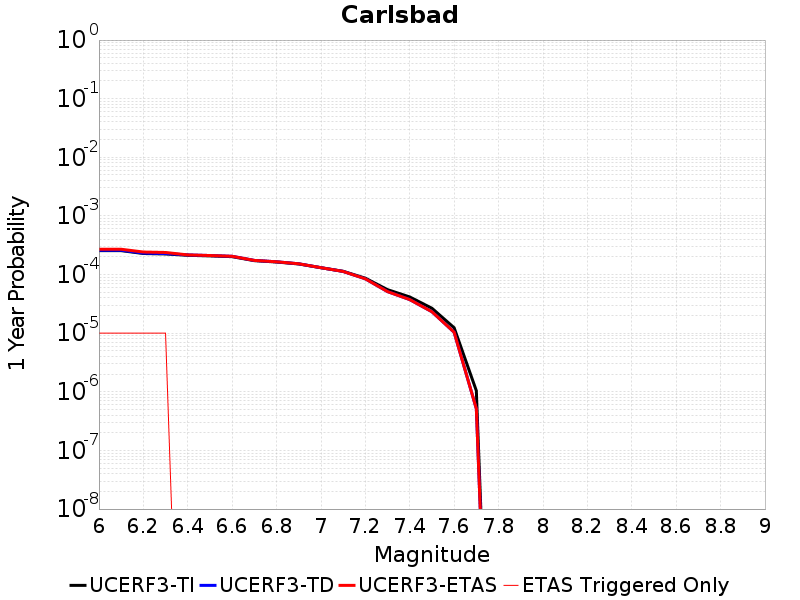 Carlsbad
10^0
10^-1
10^-2
10^-3
10^-4
10^-5
10^-6
10^-7
10^-8
1 Year Probability
6 6.2 6.4 6.6 6.8 7 7.2 7.4 7.6 7.8 8 8.2 8.4 8.6 8.8 9
Magnitude
UCERF3-TI UCERF3-TD UCERF3-ETAS ETAS Triggered Only